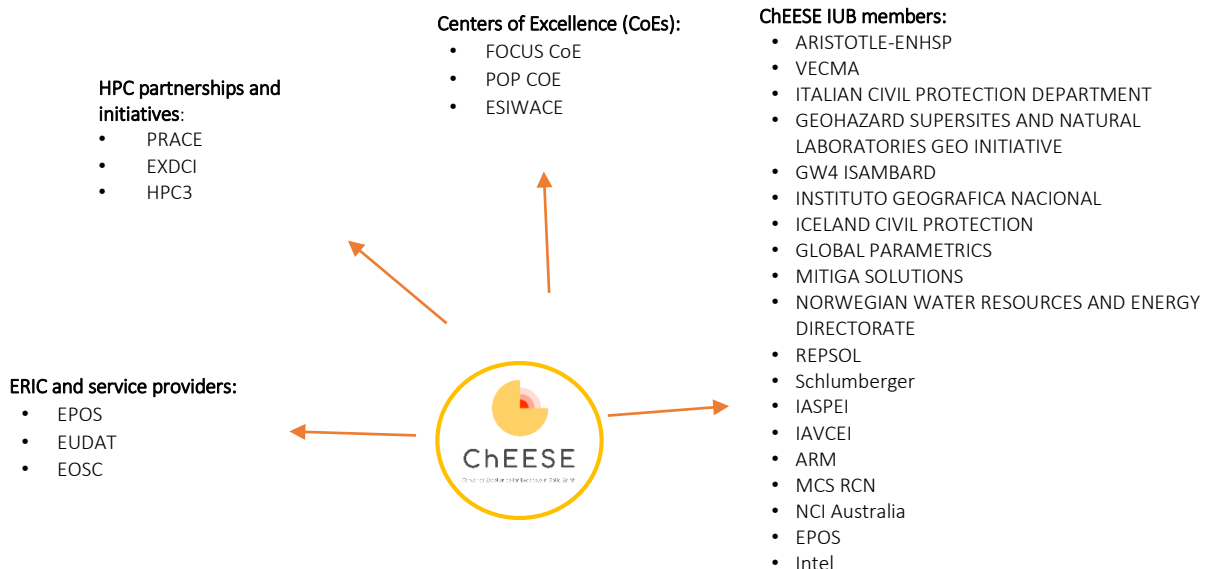 Centers of Excellence (CoEs):
• FOCUS CoE
• POP COE
• ESIWACE
HPC partnerships and
initiatives:
• PRACE
• EXDCI
• HPC3
ERIC and service providers:
• EPOS
• EUDAT
• EOSC
ChEESE
ChEESE IUB members:
• ARISTOTLE-ENHSP
• VECMA
• ITALIAN CIVIL PROTECTION DEPARTMENT
• GEOHAZARD SUPERSITES AND NATURAL
LABORATORIES GEO INITIATIVE
• GW4 ISAMBARD
• INSTITUTO GEOGRAFICA NACIONAL
• ICELAND CIVIL PROTECTION
• GLOBAL PARAMETRICS
• MITIGA SOLUTIONS
• NORWEGIAN WATER RESOURCES AND ENERGY
DIRECTORATE
• REPSOL
• Schlumberger
• IASPEI
• IAVCEI
• ARM
• MCS RCN
• NCI Australia
• EPOS
• Intel